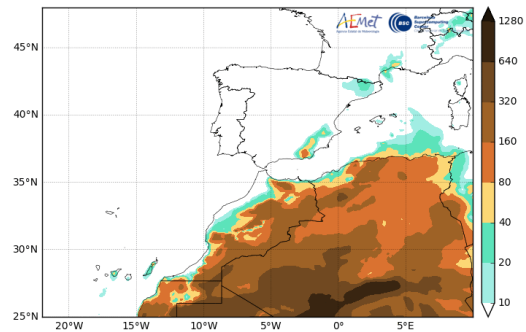 AEMet
Agencia Estatal de Meteorología
BSC
Barcelona
Supercomputing
Center
45°N
40°N
35°N
30°N
25°N
20°W
15°W
10°W
5°W
0°
5°E
1280
640
320
160
80
40
20
10